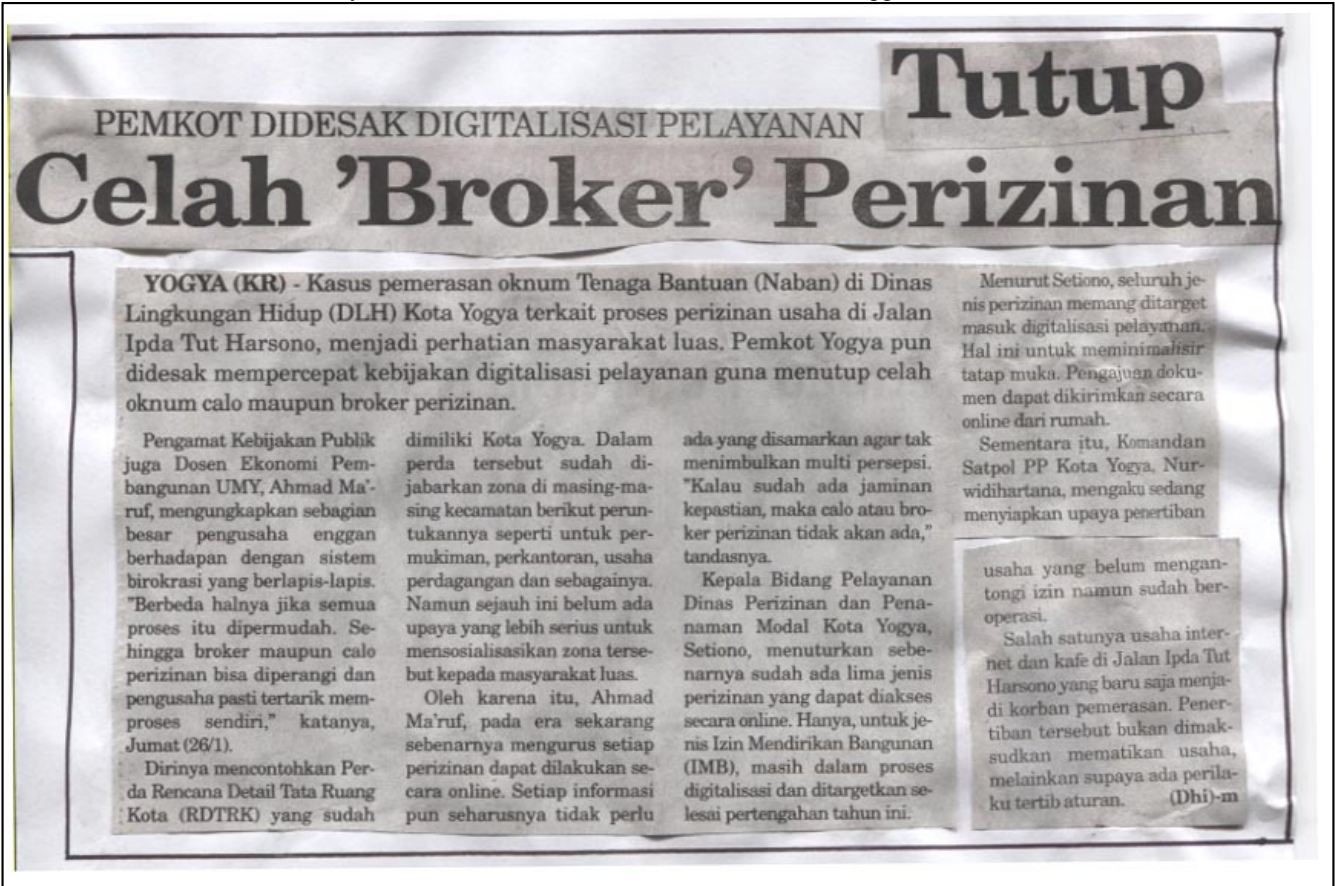 PEMKOT DIDESAK DIGITALISASI PELAYANAN
Tutup
Celah 'Broker' Perizinan
YOGYA (KR) - Kasus pemerasan oknum Tenaga Bantuan (Naban) di Dinas
Lingkungan Hidup (DLH) Kota Yogya terkait proses perizinan usaha di Jalan
Ipda Tut Harsono, menjadi perhatian masyarakat luas. Pemkot Yogya pun
didesak mempercepat kebijakan digitalisasi pelayanan guna menutup celah
oknum calo maupun broker perizinan.
Pengamat Kebijakan Publik
juga Dosen Ekonomi Pem-
bangunan UMY, Ahmad Ma'-
ruf, mengungkapkan sebagian
besar pengusaha enggan
berhadapan dengan sistem
birokrasi yang berlapis-lapis.
"Berbeda halnya jika semua
proses itu dipermudah. Se-
hingga broker maupun calo
perizinan bisa diperangi dan
pengusaha pasti tertarik mem-
proses sendiri," katanya,
Jumat (26/1).
Dirinya mencontohkan Per-
da Rencana Detail Tata Ruang
Kota (RDTRK) yang sudah
dimiliki Kota Yogya. Dalam
perda tersebut sudah di-
jabarkan zona di masing-ma-
sing kecamatan berikut perun-
tukannya seperti untuk per-
mukiman, perkantoran, usaha
perdagangan dan sebagainya.
Namun sejauh ini belum ada
upaya yang lebih serius untuk
mensosialisasikan zona terse-
but kepada masyarakat luas.
Oleh karena itu, Ahmad
Ma'ruf, pada era sekarang
sebenarnya mengurus setiap
perizinan dapat dilakukan se-
cara online. Setiap informasi
pun seharusnya tidak perlu
ada yang disamarkan agar tak
menimbulkan multi persepsi.
"Kalau sudah ada jaminan
kepastian, maka calo atau bro-
ker perizinan tidak akan ada,"
tandasnya.
Kepala Bidang Pelayanan
Dinas Perizinan dan Pena-
naman Modal Kota Yogya,
Setiono, menuturkan sebe-
narnya sudah ada lima jenis
perizinan yang dapat diakses
secara online. Hanya, untuk je-
nis Izin Mendirikan Bangunan
(IMB), masih dalam proses
digitalisasi dan ditargetkan se-
lesai pertengahan tahun ini.
Menurut Setiono, seluruh je-
nis perizinan memang ditarget
masuk digitalisasi pelayanan.
Hal ini untuk meminimalisir
tatap muka. Pengajuan doku-
men dapat dikirimkan secara
online dari rumah.
Sementara itu, Komandan
Satpol PP Kota Yogya, Nur-
widihartana, mengaku sedang
menyiapkan upaya penertiban
usaha yang belum mengan-
tongi izin namun sudah ber-
operasi.
Salah satunya usaha inter-
net dan kafe di Jalan Ipda Tut
Harsono yang baru saja menja-
di korban pemerasan. Pener-
tiban tersebut bukan dimak-
sudkan mematikan usaha,
melainkan supaya ada perila-
ku tertib aturan. (Dhi)-m